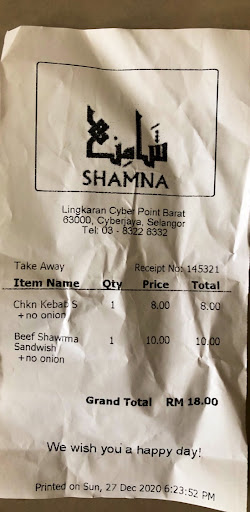 شامنة
SHAMNA
Lingkaran Cyber Point Barat
63000, Cyberjaya, Selangor
Tel: 03 - 8322 8332
Take Away Receipt No: 145321
Item Name Qty Price Total
Chkn Kebab S 1 8.00 8.00
+no onion
Beef Shawrma 1 10.00 10.00
Sandwish
+no onion
Grand Total RM 18.00
We wish you a happy day!
Printed on Sun, 27 Dec 2020 6:23:52 PM